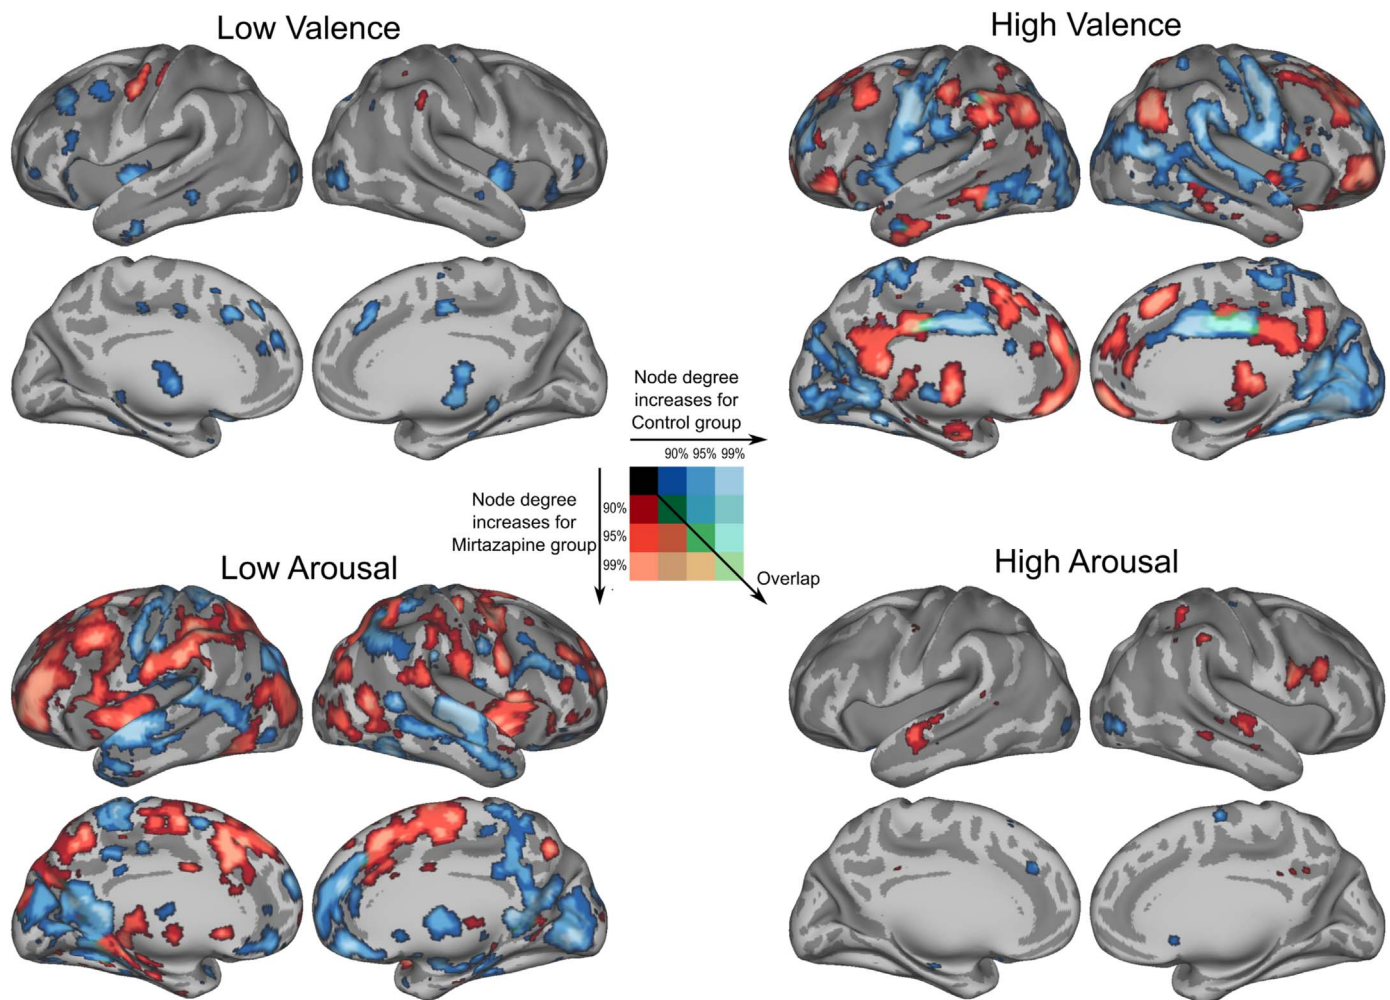 Low Valence
High Valence
Node degree
increases for
Control group
90% 95% 99%
Node degree
increases for
Mirtazapine group
90%
95%
99%
Overlap
Low Arousal
High Arousal